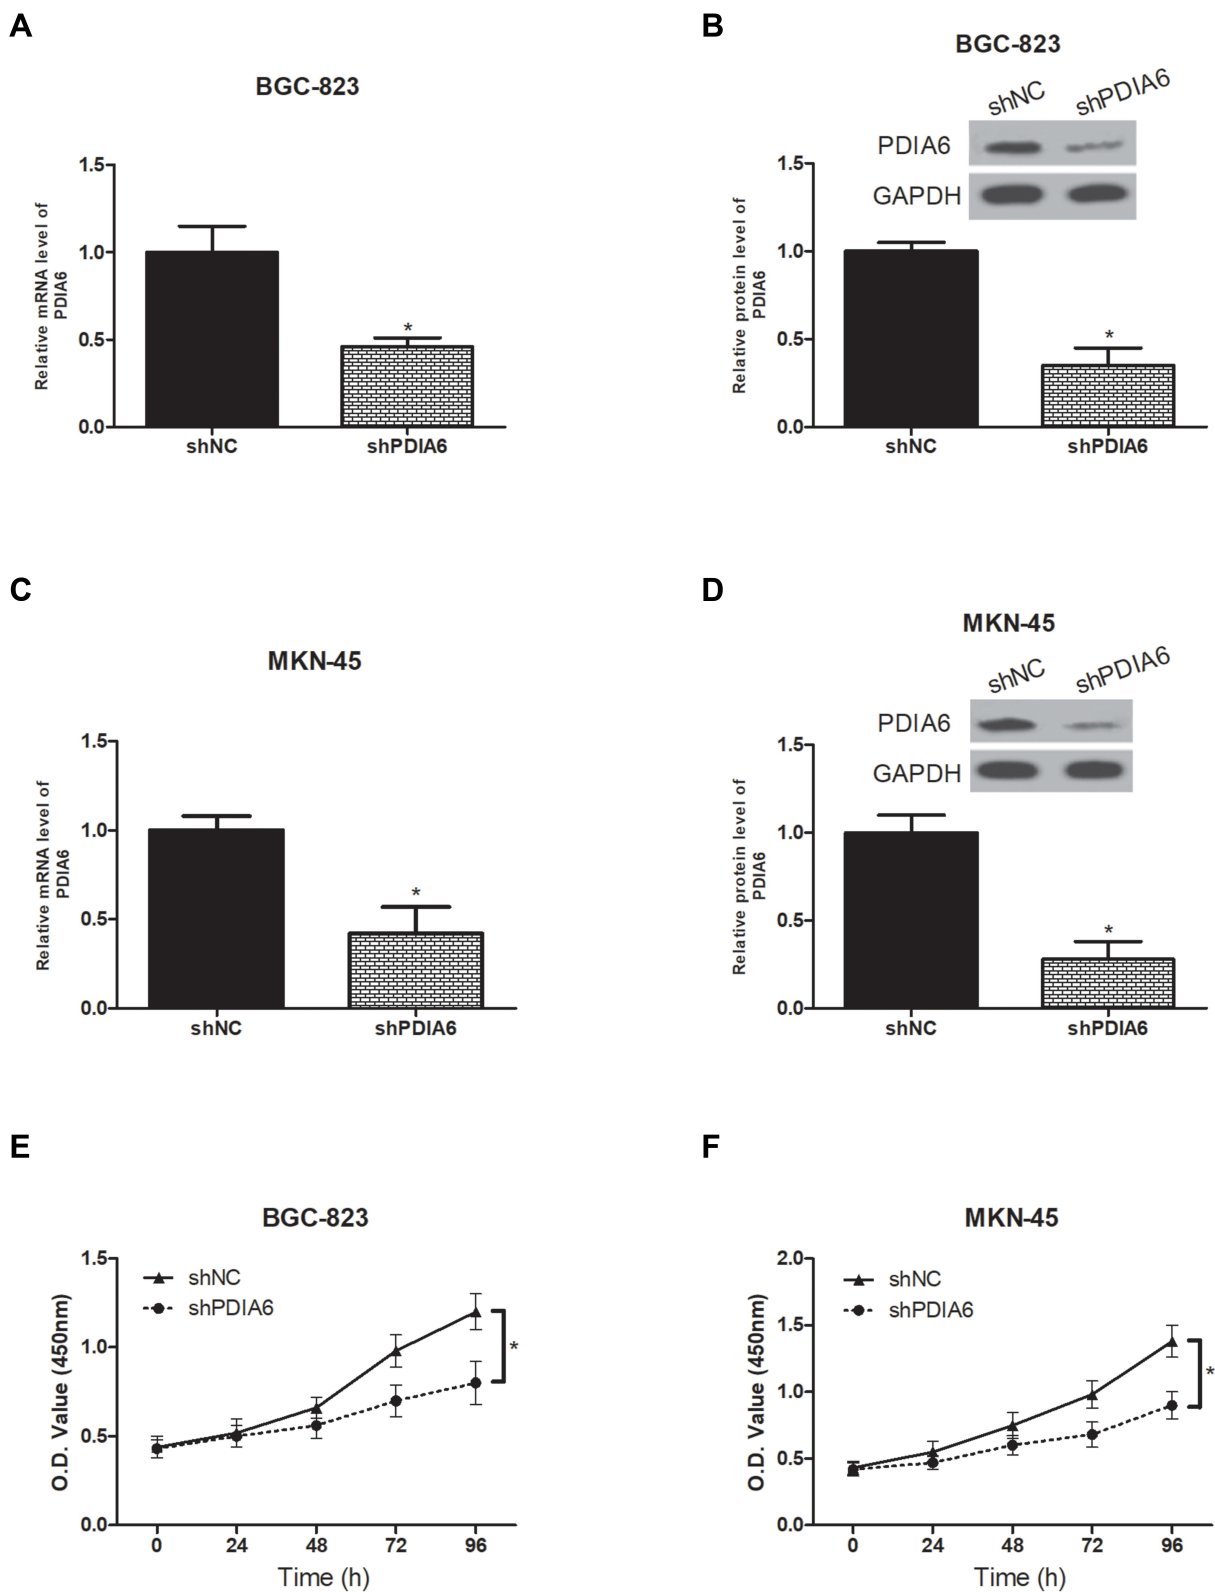 A
BGC-823
Relative mRNA level of
PDIA6
1.5
1.0
0.5
0.0
*
shNC
shPDIA6
B
BGC-823
shNC
shPDIA6
PDIA6
GAPDH
Relative protein level of
PDIA6
1.5
1.0
0.5
0.0
*
shNC
shPDIA6
C
MKN-45
Relative mRNA level of
PDIA6
1.5
1.0
0.5
0.0
*
shNC
shPDIA6
D
MKN-45
shNC
shPDIA6
PDIA6
GAPDH
Relative protein level of
PDIA6
1.5
1.0
0.5
0.0
*
shNC
shPDIA6
E
BGC-823
O.D. Value (450nm)
1.5
1.0
0.5
0.0
shNC
shPDIA6
*
0 24 48 72 96
Time (h)
F
MKN-45
O.D. Value (450nm)
2.0
1.5
1.0
0.5
0.0
shNC
shPDIA6
*
0 24 48 72 96
Time (h)